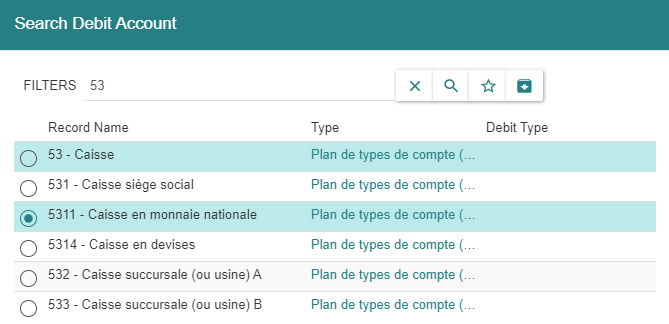 Search Debit Account
FILTERS 53
Record Name Type Debit Type
53 - Caisse Plan de types de compte (...
531 - Caisse siège social Plan de types de compte (...
5311 - Caisse en monnaie nationale Plan de types de compte (...
5314 - Caisse en devises Plan de types de compte (...
532 - Caisse succursale (ou usine) A Plan de types de compte (...
533 - Caisse succursale (ou usine) B Plan de types de compte (...